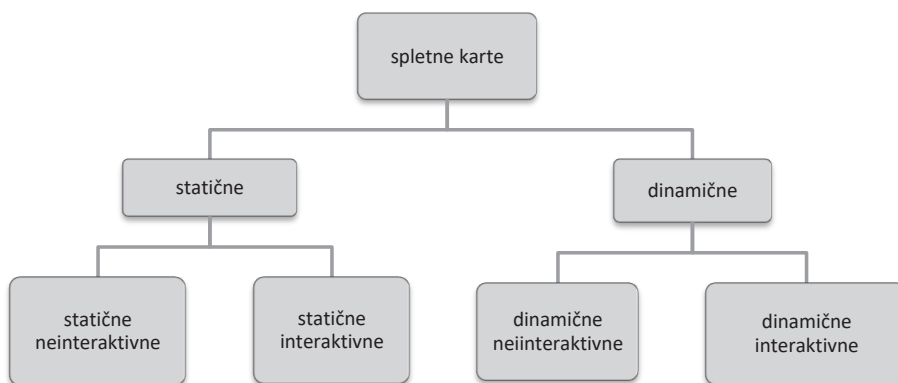 spletne karte
statične
dinamične
statične
neinteraktivne
statične
interaktivne
dinamične
neiinteraktivne
dinamične
interaktivne